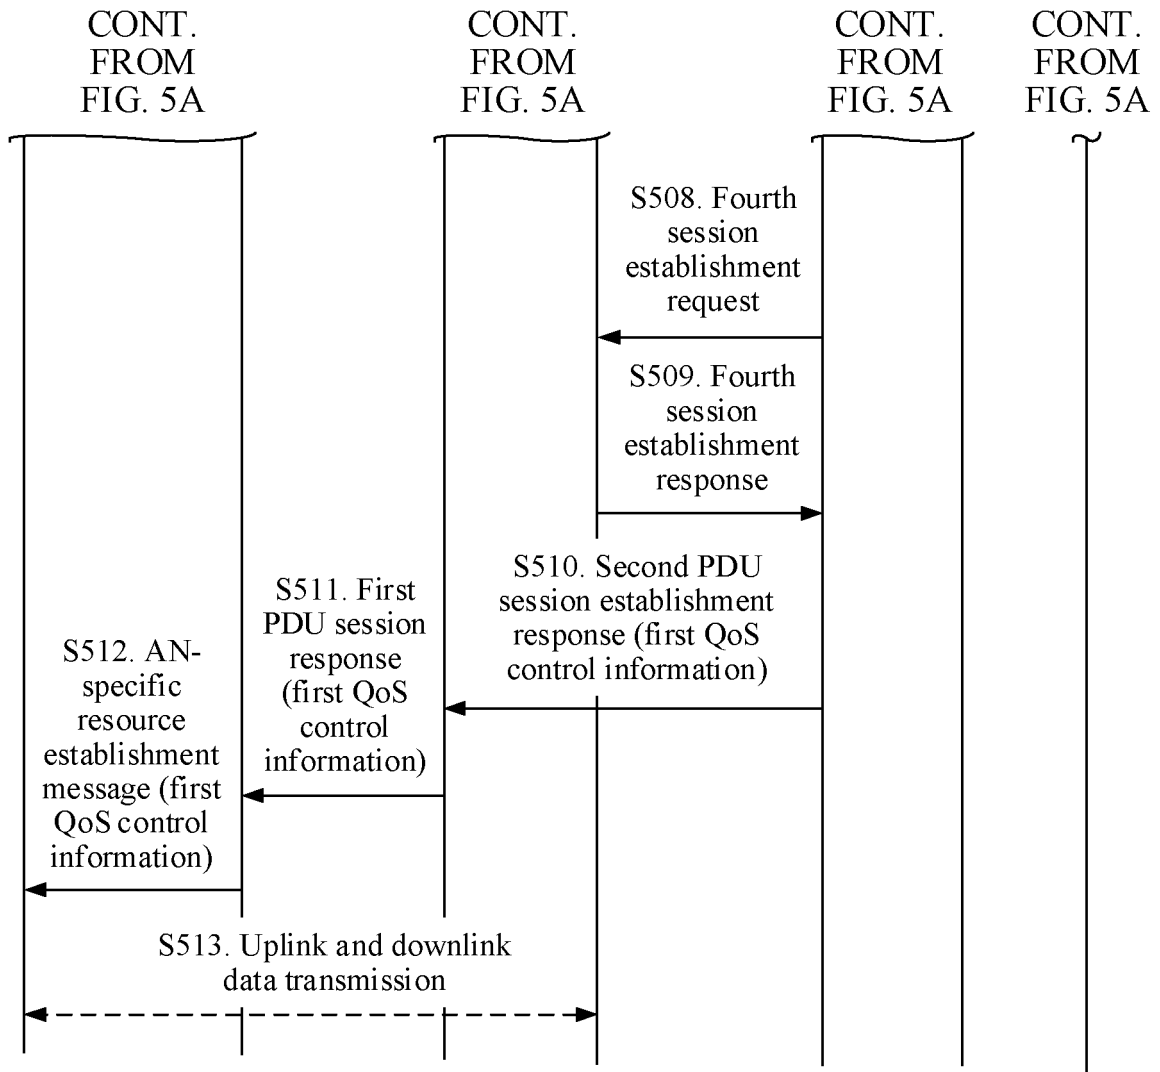 CONT.
FROM
FIG. 5A
CONT.
FROM
FIG. 5A
CONT.
FROM
FIG. 5A
CONT.
FROM
FIG. 5A
S508. Fourth
session
establishment
request
S509. Fourth
session
establishment
response
S510. Second PDU
session establishment
response (first QoS
control information)
S511. First
PDU session
response
(first QoS
control
information)
S512. AN-
specific
resource
establishment
message (first
QoS control
information)
S513. Uplink and downlink
data transmission